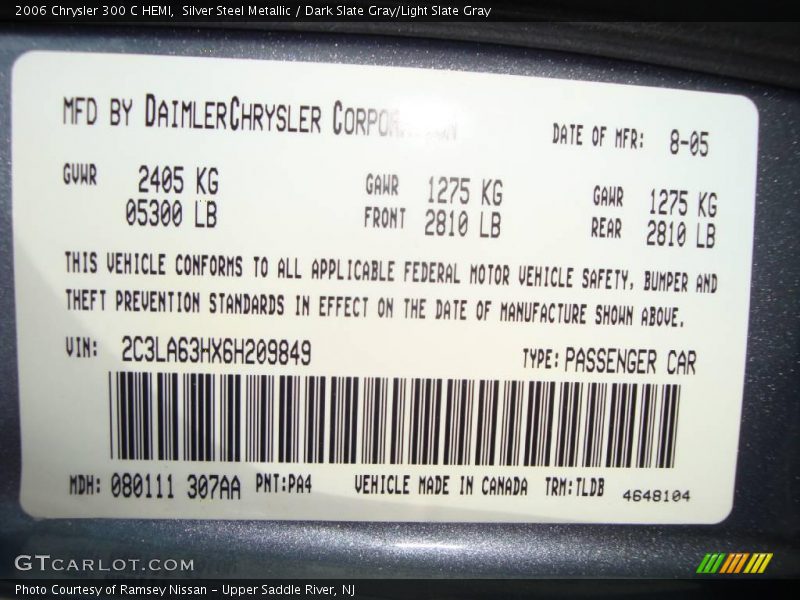 2006 Chrysler 300 C HEMI,  Silver Steel Metallic / Dark Slate Gray/Light Slate Gray
MFD BY DAIMLERCHRYSLER CORPORATION
DATE OF MFR: 8-05
GVWR 2405 KG GAWR 1275 KG GAWR 1275 KG
05300 LB FRONT 2810 LB REAR 2810 LB
THIS VEHICLE CONFORMS TO ALL APPLICABLE FEDERAL MOTOR VEHICLE SAFETY, BUMPER AND
THEFT PREVENTION STANDARDS IN EFFECT ON THE DATE OF MANUFACTURE SHOWN ABOVE.
VIN: 2C3LA63HX6H209849 TYPE: PASSENGER CAR
MDH: 080111 307AA PNT:PA4 VEHICLE MADE IN CANADA TRM:TLDB 4648104
GTCARLOT.COM
Photo Courtesy of Ramsey Nissan - Upper Saddle River, NJ